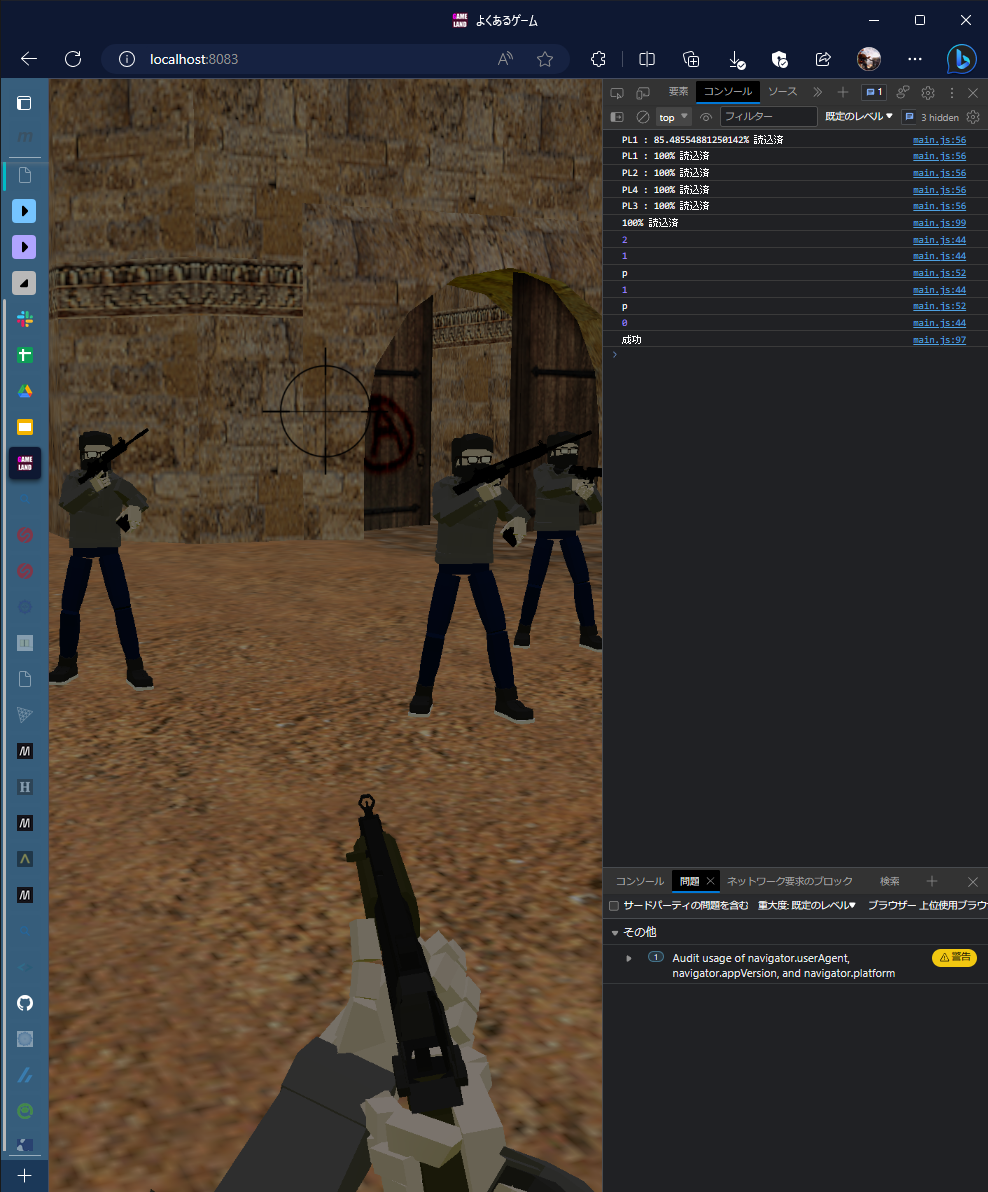 GAME LAND よくあるゲーム
localhost:8083
要素 コンソール ソース 1
top フィルター 既定のレベル 3 hidden
PL1 : 85.48554881250142% 読込済 main.js:56
PL1 : 100% 読込済 main.js:56
PL2 : 100% 読込済 main.js:56
PL4 : 100% 読込済 main.js:56
PL3 : 100% 読込済 main.js:56
100% 読込済 main.js:99
2 main.js:44
1 main.js:44
p main.js:52
1 main.js:44
p main.js:52
0 main.js:44
成功 main.js:97
GAME LAND
A
コンソール 問題 ネットワーク要求のブロック 検索
サードパーティの問題を含む 重大度: 既定のレベル ブラウザー 上位使用ブラウ
その他
1 Audit usage of navigator.userAgent, 警告
navigator.appVersion, and navigator.platform